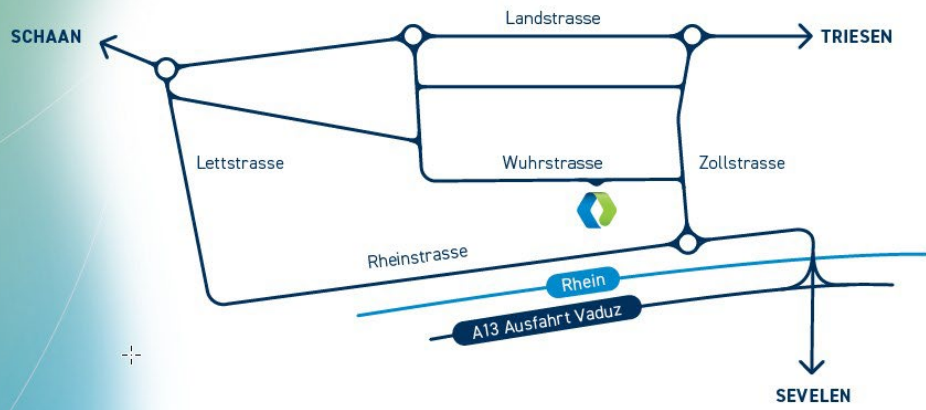 Landstrasse
SCHAAN
TRIESEN
Lettstrasse
Wuhrstrasse
Zollstrasse
Rheinstrasse
Rhein
A13 Ausfahrt Vaduz
SEVELEN